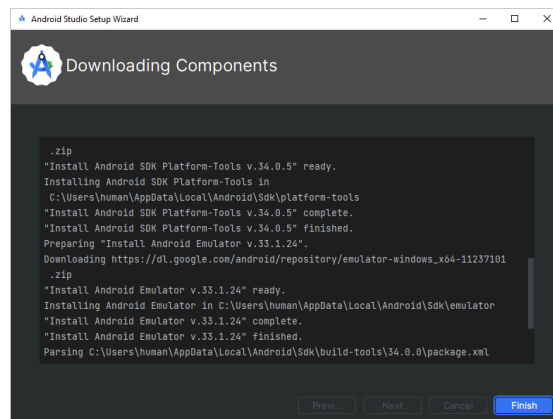 Android Studio Setup Wizard
Downloading Components
.zip
"Install Android SDK Platform-Tools v.34.0.5" ready.
Installing Android SDK Platform-Tools in
C:\Users\human\AppData\Local\Android\Sdk\platform-tools
"Install Android SDK Platform-Tools v.34.0.5" complete.
"Install Android SDK Platform-Tools v.34.0.5" finished.
Preparing "Install Android Emulator v.33.1.24".
Downloading https://dl.google.com/android/repository/emulator-windows_x64-11237101
.zip
"Install Android Emulator v.33.1.24" ready.
Installing Android Emulator in C:\Users\human\AppData\Local\Android\Sdk\emulator
"Install Android Emulator v.33.1.24" complete.
"Install Android Emulator v.33.1.24" finished.
Parsing C:\Users\human\AppData\Local\Android\Sdk\build-tools\34.0.0\package.xml
Previ... Next Cancel Finish